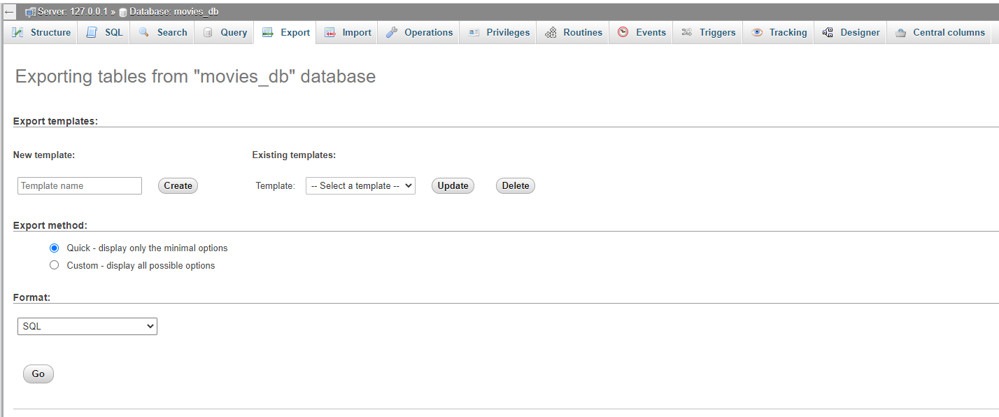 Server: 127.0.0.1 » Database: movies_db
Structure SQL Search Query Export Import Operations Privileges Routines Events Triggers Tracking Designer Central columns
Exporting tables from "movies_db" database
Export templates:
New template: Existing templates:
Template name Create Template: -- Select a template -- Update Delete
Export method:
Quick - display only the minimal options
Custom - display all possible options
Format:
SQL
Go